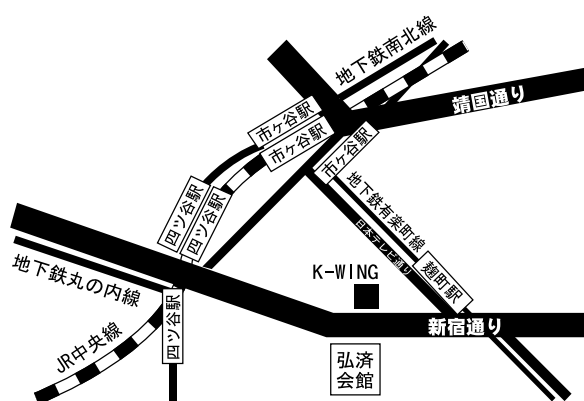 地下鉄南北線
靖国通り
市ヶ谷駅
市ヶ谷駅
市ヶ谷駅
地下鉄有楽町線
四ツ谷駅
四ツ谷駅
日本テレビ通り
麹町駅
K-WING
地下鉄丸の内線
四ツ谷駅
新宿通り
JR中央線
弘済
会館